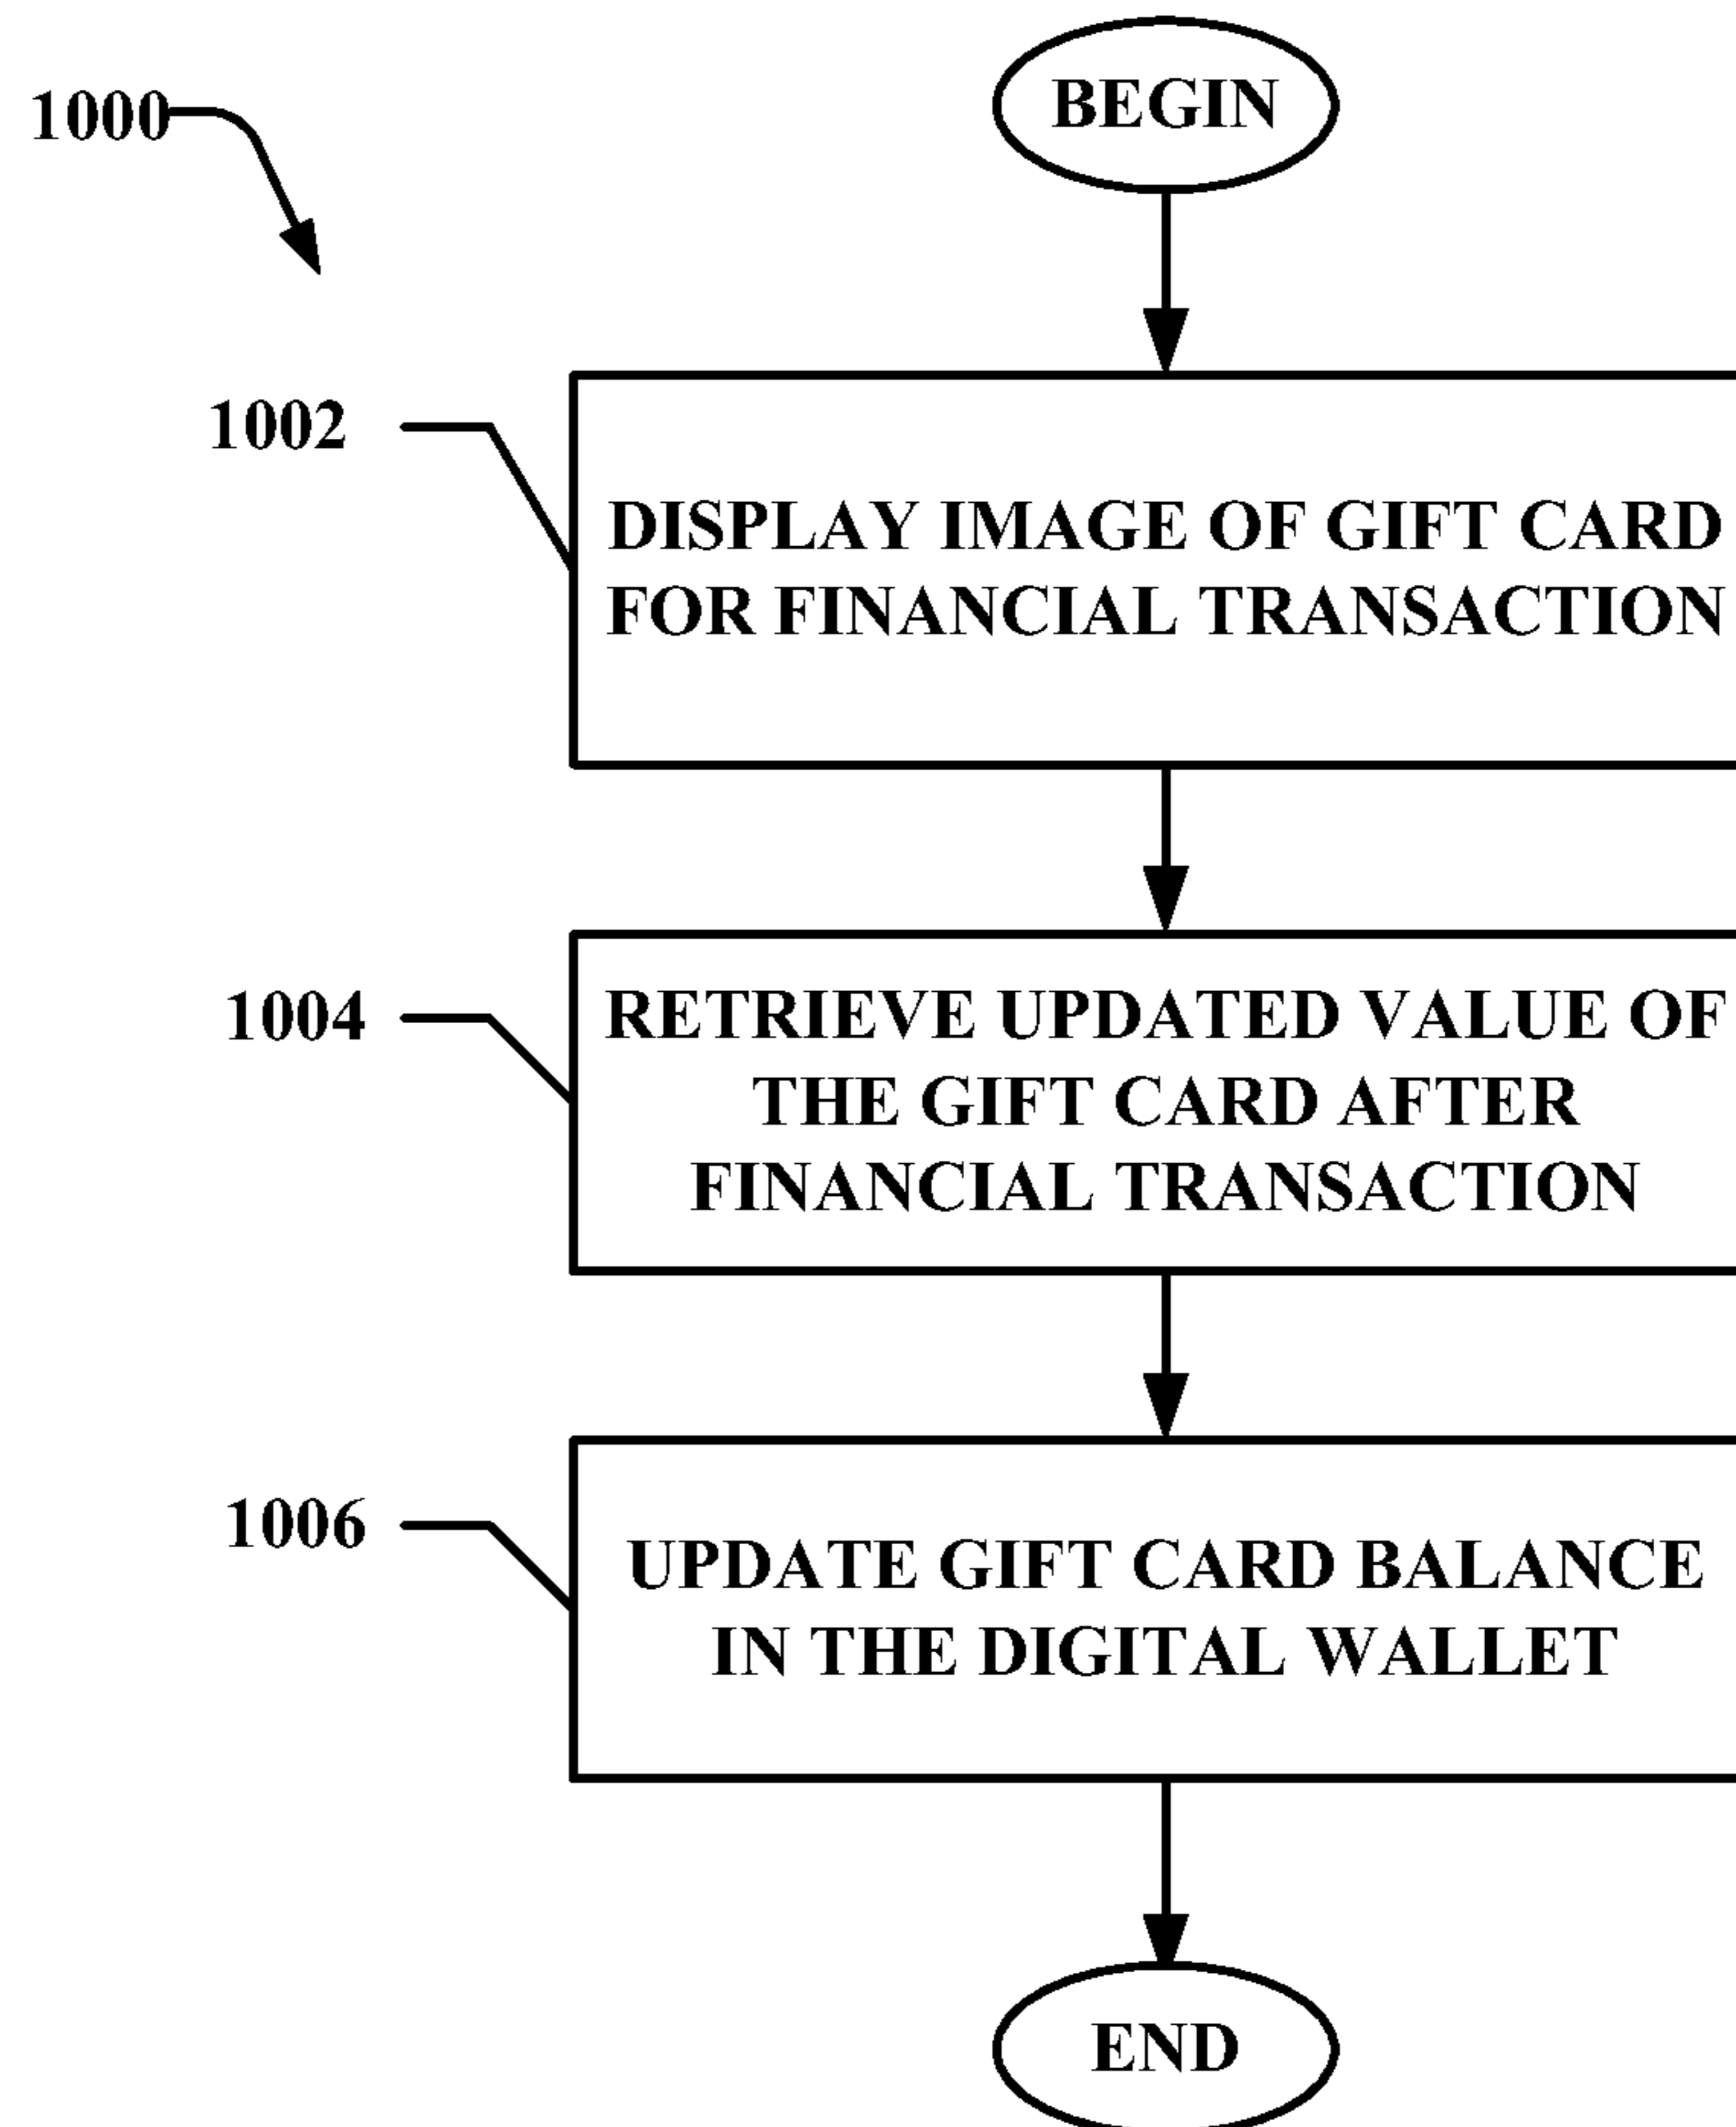 BEGIN
1000
1002
DISPLAY IMAGE OF GIFT CARD
FOR FINANCIAL TRANSACTION
1004
RETRIEVE UPDATED VALUE OF
THE GIFT CARD AFTER
FINANCIAL TRANSACTION
1006
UPDATE GIFT CARD BALANCE
IN THE DIGITAL WALLET
END